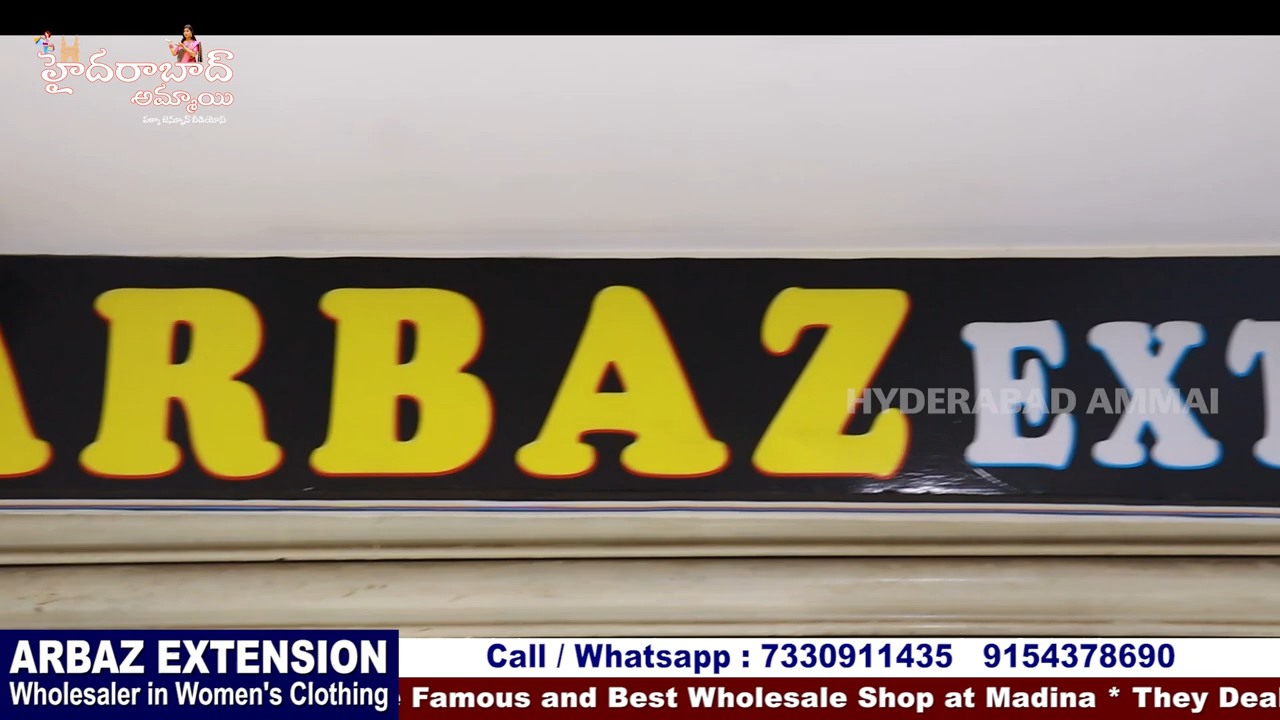 హైదరాబాద్
అమ్మాయి
ARBAZ EXT
HYDERABAD AMMAI
ARBAZ EXTENSION
Wholesaler in Women's Clothing
Call / Whatsapp : 7330911435 9154378690
Famous and Best Wholesale Shop at Madina * They Dea